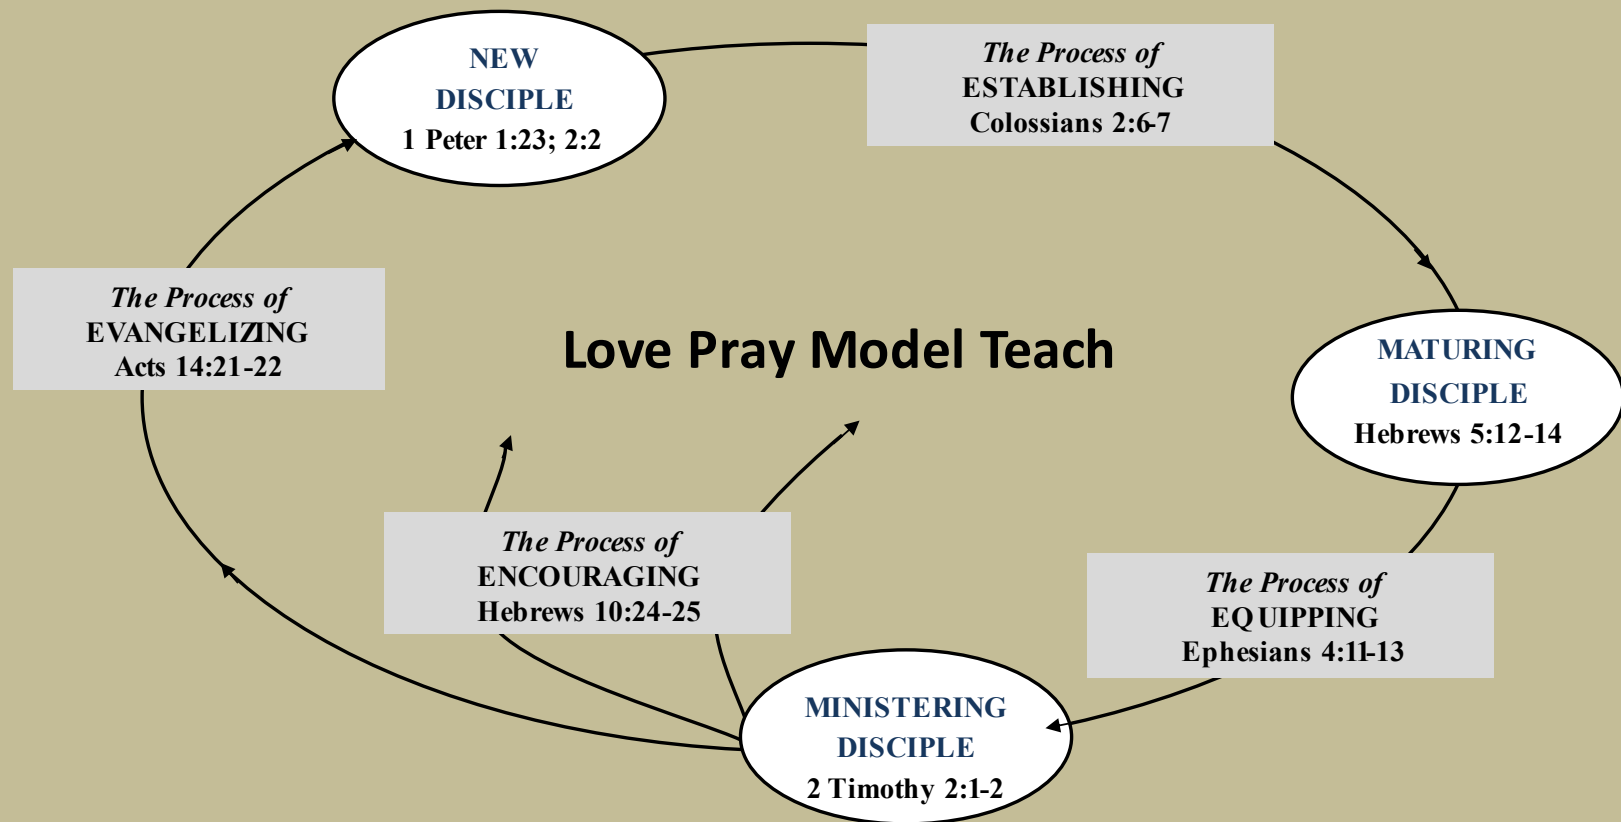 NEW
DISCIPLE
1 Peter 1:23; 2:2
The Process of
ESTABLISHING
Colossians 2:6-7
The Process of
EVANGELIZING
Acts 14:21-22
Love Pray Model Teach
MATURING
DISCIPLE
Hebrews 5:12-14
The Process of
ENCOURAGING
Hebrews 10:24-25
The Process of
EQUIPPING
Ephesians 4:11-13
MINISTERING
DISCIPLE
2 Timothy 2:1-2